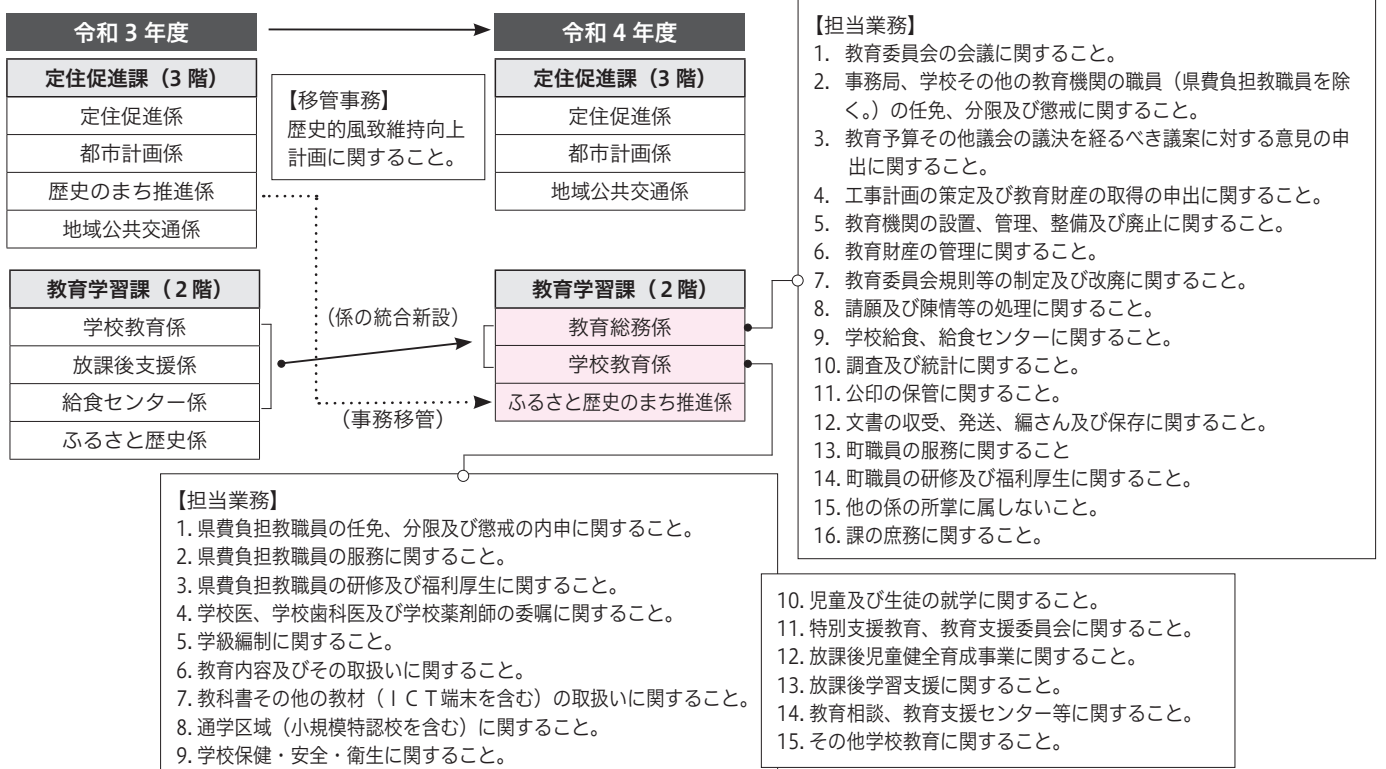 令和 3 年度
令和 4 年度
定住促進課（3 階）
定住促進係
都市計画係
歴史のまち推進係
地域公共交通係
【移管事務】
歴史的風致維持向上
計画に関すること。
定住促進課（3 階）
定住促進係
都市計画係
地域公共交通係
教育学習課（2 階）
学校教育係
放課後支援係
給食センター係
ふるさと歴史係
（係の統合新設）
（事務移管）
教育学習課（2 階）
教育総務係
学校教育係
ふるさと歴史のまち推進係
【担当業務】
1. 教育委員会の会議に関すること。
2. 事務局、学校その他の教育機関の職員（県費負担教職員を除
く。）の任免、分限及び懲戒に関すること。
3. 教育予算その他議会の議決を経るべき議案に対する意見の申
出に関すること。
4. 工事計画の策定及び教育財産の取得の申出に関すること。
5. 教育機関の設置、管理、整備及び廃止に関すること。
6. 教育財産の管理に関すること。
7. 教育委員会規則等の制定及び改廃に関すること。
8. 請願及び陳情等の処理に関すること。
9. 学校給食、給食センターに関すること。
10. 調査及び統計に関すること。
11. 公印の保管に関すること。
12. 文書の収受、発送、編さん及び保存に関すること。
13. 町職員の服務に関すること
14. 町職員の研修及び福利厚生に関すること。
15. 他の係の所掌に属しないこと。
16. 課の庶務に関すること。
【担当業務】
1. 県費負担教職員の任免、分限及び懲戒の内申に関すること。
2. 県費負担教職員の服務に関すること。
3. 県費負担教職員の研修及び福利厚生に関すること。
4. 学校医、学校歯科医及び学校薬剤師の委嘱に関すること。
5. 学級編制に関すること。
6. 教育内容及びその取扱いに関すること。
7. 教科書その他の教材（ＩＣＴ端末を含む）の取扱いに関すること。
8. 通学区域（小規模特認校を含む）に関すること。
9. 学校保健・安全・衛生に関すること。
10. 児童及び生徒の就学に関すること。
11. 特別支援教育、教育支援委員会に関すること。
12. 放課後児童健全育成事業に関すること。
13. 放課後学習支援に関すること。
14. 教育相談、教育支援センター等に関すること。
15. その他学校教育に関すること。